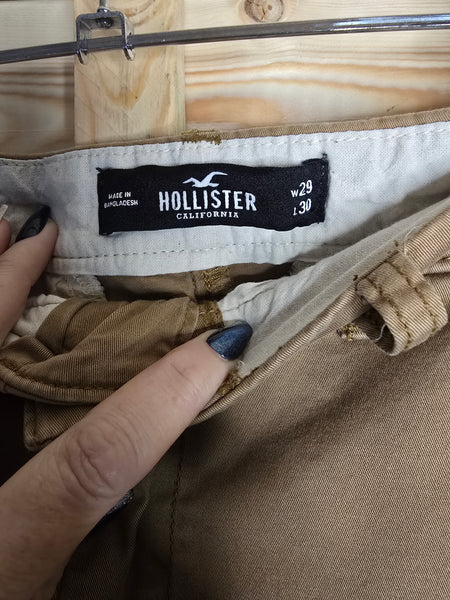 MADE IN
BANGLADESH
HOLLISTER
CALIFORNIA
W29
L30